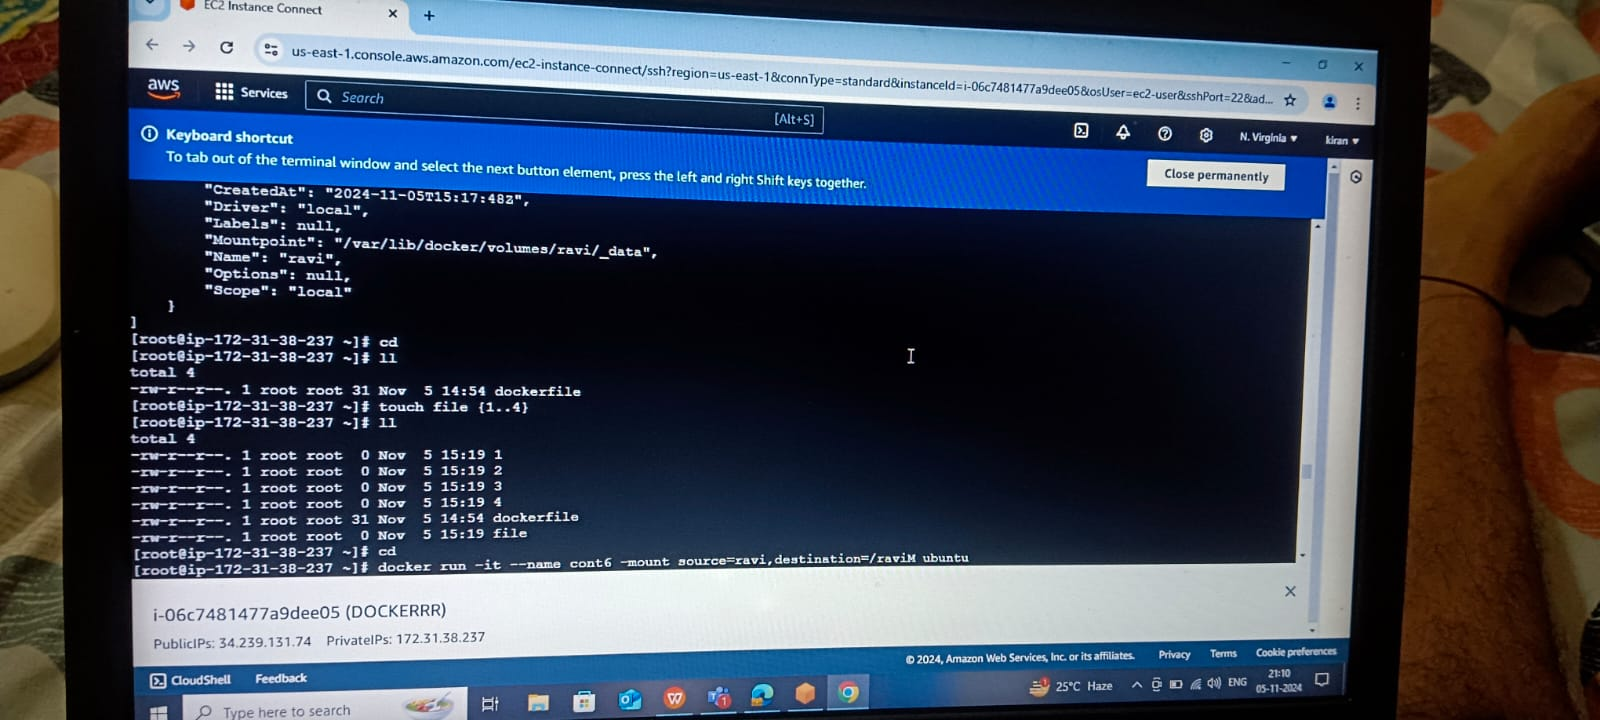 EC2 Instance Connect
us-east-1.console.aws.amazon.com/ec2-instance-connect/ssh?region=us-east-1&connType=standard&instanceId=i-06c7481477a9dee05&osUser=ec2-user&sshPort=22&ad...
aws
Services
Search
[Alt+S]
N. Virginia
kiran
Keyboard shortcut
To tab out of the terminal window and select the next button element, press the left and right Shift keys together.
Close permanently
"CreatedAt": "2024-11-05T15:17:48Z",
"Driver": "local",
"Labels": null,
"Mountpoint": "/var/lib/docker/volumes/ravi/_data",
"Name": "ravi",
"Options": null,
"Scope": "local"
}
]
[root@ip-172-31-38-237 ~]# cd
[root@ip-172-31-38-237 ~]# ll
total 4
-rw-r--r--. 1 root root 31 Nov  5 14:54 dockerfile
[root@ip-172-31-38-237 ~]# touch file {1..4}
[root@ip-172-31-38-237 ~]# ll
total 4
-rw-r--r--. 1 root root  0 Nov  5 15:19 1
-rw-r--r--. 1 root root  0 Nov  5 15:19 2
-rw-r--r--. 1 root root  0 Nov  5 15:19 3
-rw-r--r--. 1 root root  0 Nov  5 15:19 4
-rw-r--r--. 1 root root 31 Nov  5 14:54 dockerfile
-rw-r--r--. 1 root root  0 Nov  5 15:19 file
[root@ip-172-31-38-237 ~]# cd
[root@ip-172-31-38-237 ~]# docker run -it --name cont6 -mount source=ravi,destination=/raviM ubuntu
i-06c7481477a9dee05 (DOCKERRR)
PublicIPs: 34.239.131.74 PrivateIPs: 172.31.38.237
© 2024, Amazon Web Services, Inc. or its affiliates.
Privacy
Terms
Cookie preferences
CloudShell
Feedback
Type here to search
25°C Haze
ENG
21:10
05-11-2024